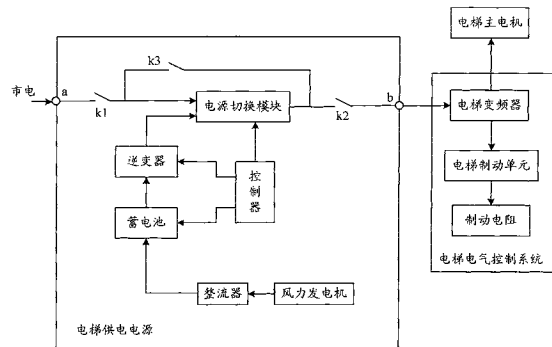 电梯主电机
市电
a
k3
k1
电源切换模块
k2
b
电梯变频器
逆变器
控制器
电梯制动单元
蓄电池
制动电阻
整流器
风力发电机
电梯电气控制系统
电梯供电电源